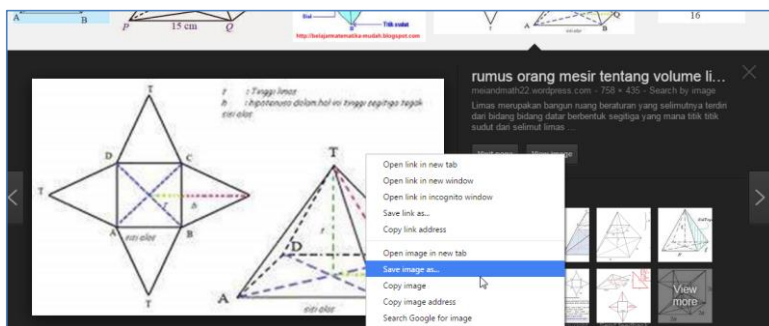 A
B
P
15 cm
Q
Sisi
Titik sudut
http://belajarmatematika-mudah.blogspot.com
T
A
B
Q
16
T
D
C
T
T
A
B
sisi alas
T
t : Tinggi limas
h : hipotenusa dalam hal ini tinggi segitiga tegak
sisi alas
T
t
D
A
sisi alas
Open link in new tab
Open link in new window
Open link in incognito window
Save link as...
Copy link address
Open image in new tab
Save image as...
Copy image
Copy image address
Search Google for image
rumus orang mesir tentang volume li...
meiandmath22.wordpress.com - 758 × 435 - Search by image
Limas merupakan bangun ruang beraturan yang selimutnya terdiri
dari bidang bidang datar berbentuk segitiga yang mana titik titik
sudut dari selimut limas ...
Visit page
View image
View
more